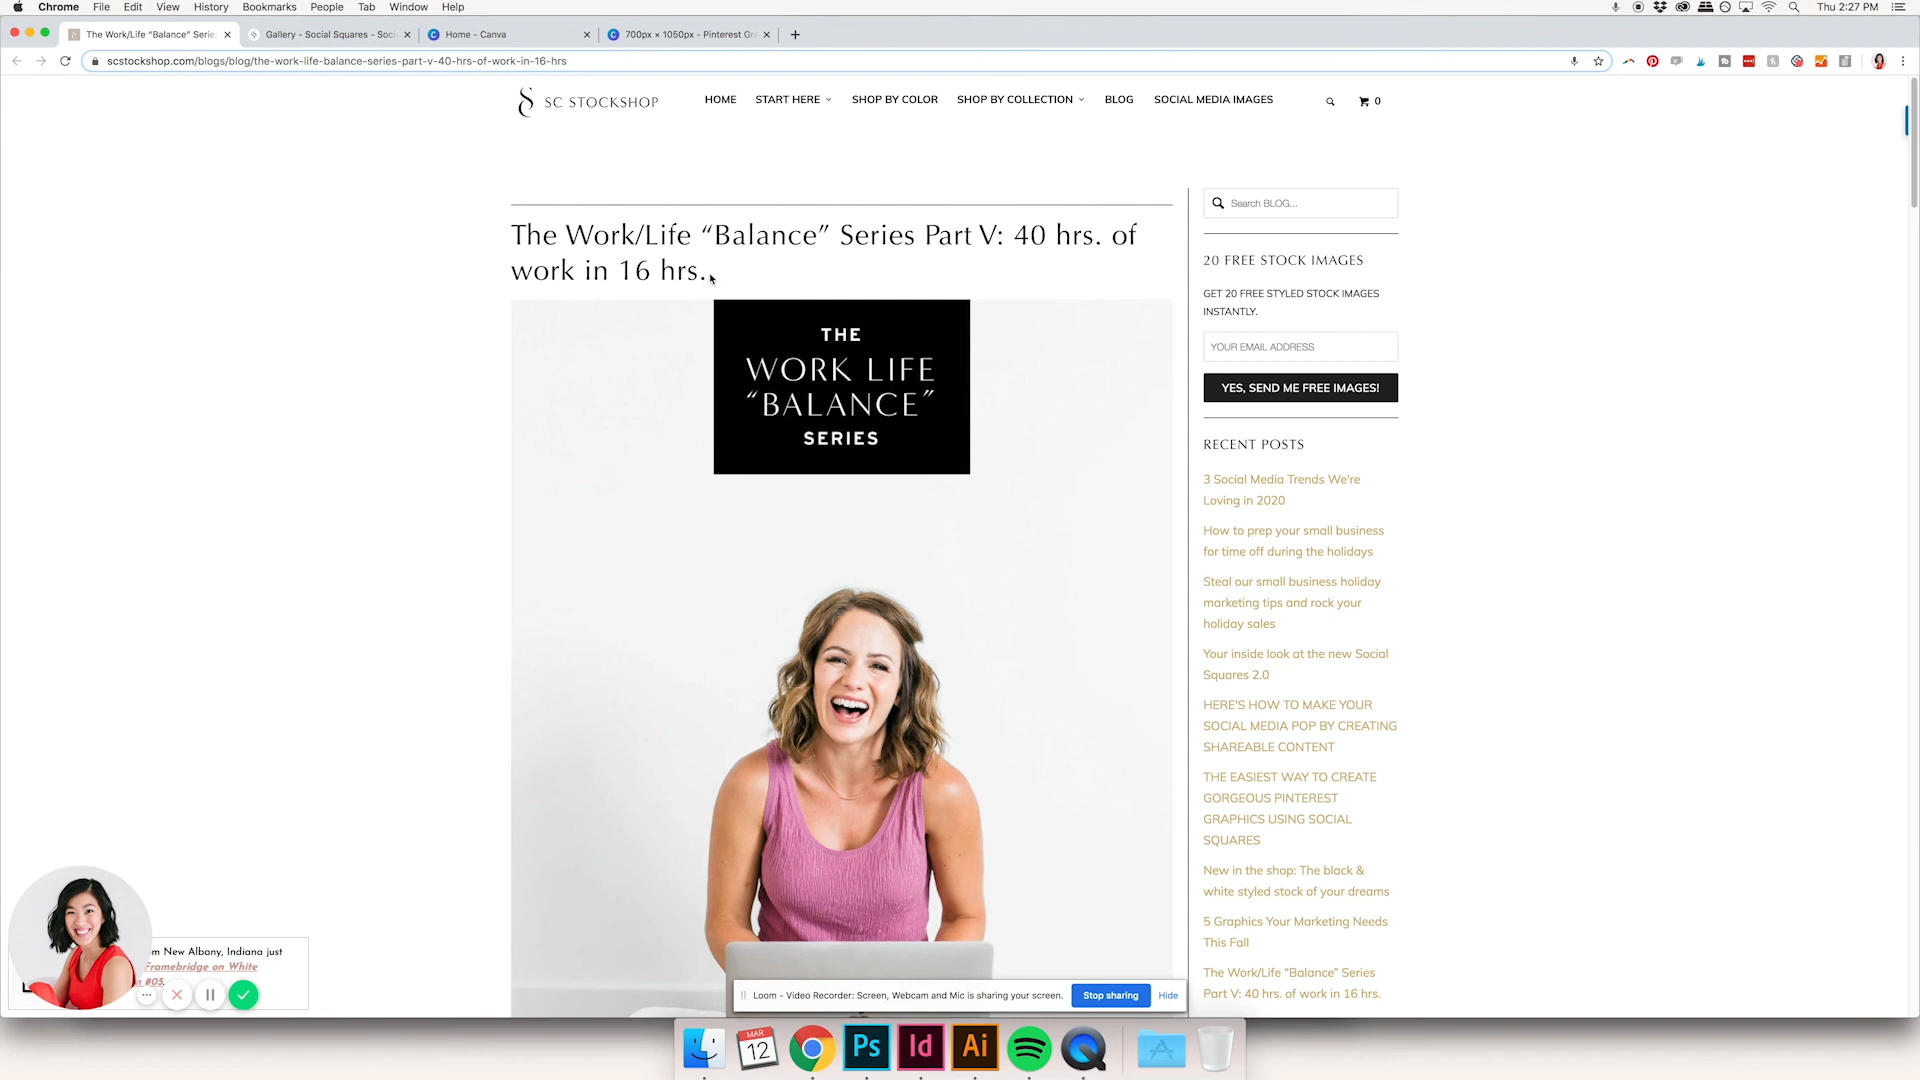 Chrome File Edit View History Bookmarks People Tab Window Help
Thu 2:27 PM
The Work/Life “Balance” Serie
Gallery - Social Squares - Soci
Home - Canva
700px × 1050px - Pinterest Gr
scstockshop.com/blogs/blog/the-work-life-balance-series-part-v-40-hrs-of-work-in-16-hrs
SC STOCKSHOP
HOME START HERE SHOP BY COLOR SHOP BY COLLECTION BLOG SOCIAL MEDIA IMAGES
0
The Work/Life “Balance” Series Part V: 40 hrs. of
work in 16 hrs.
THE
WORK LIFE
“BALANCE”
SERIES
Search BLOG...
20 FREE STOCK IMAGES
GET 20 FREE STYLED STOCK IMAGES
INSTANTLY.
YOUR EMAIL ADDRESS
YES, SEND ME FREE IMAGES!
RECENT POSTS
3 Social Media Trends We're
Loving in 2020
How to prep your small business
for time off during the holidays
Steal our small business holiday
marketing tips and rock your
holiday sales
Your inside look at the new Social
Squares 2.0
HERE'S HOW TO MAKE YOUR
SOCIAL MEDIA POP BY CREATING
SHAREABLE CONTENT
THE EASIEST WAY TO CREATE
GORGEOUS PINTEREST
GRAPHICS USING SOCIAL
SQUARES
New in the shop: The black &
white styled stock of your dreams
5 Graphics Your Marketing Needs
This Fall
The Work/Life “Balance” Series
Part V: 40 hrs. of work in 16 hrs.
om New Albany, Indiana just
Framebridge on White
#05.
Loom - Video Recorder: Screen, Webcam and Mic is sharing your screen.
Stop sharing
Hide
MAR
12
Ps
Id
Ai